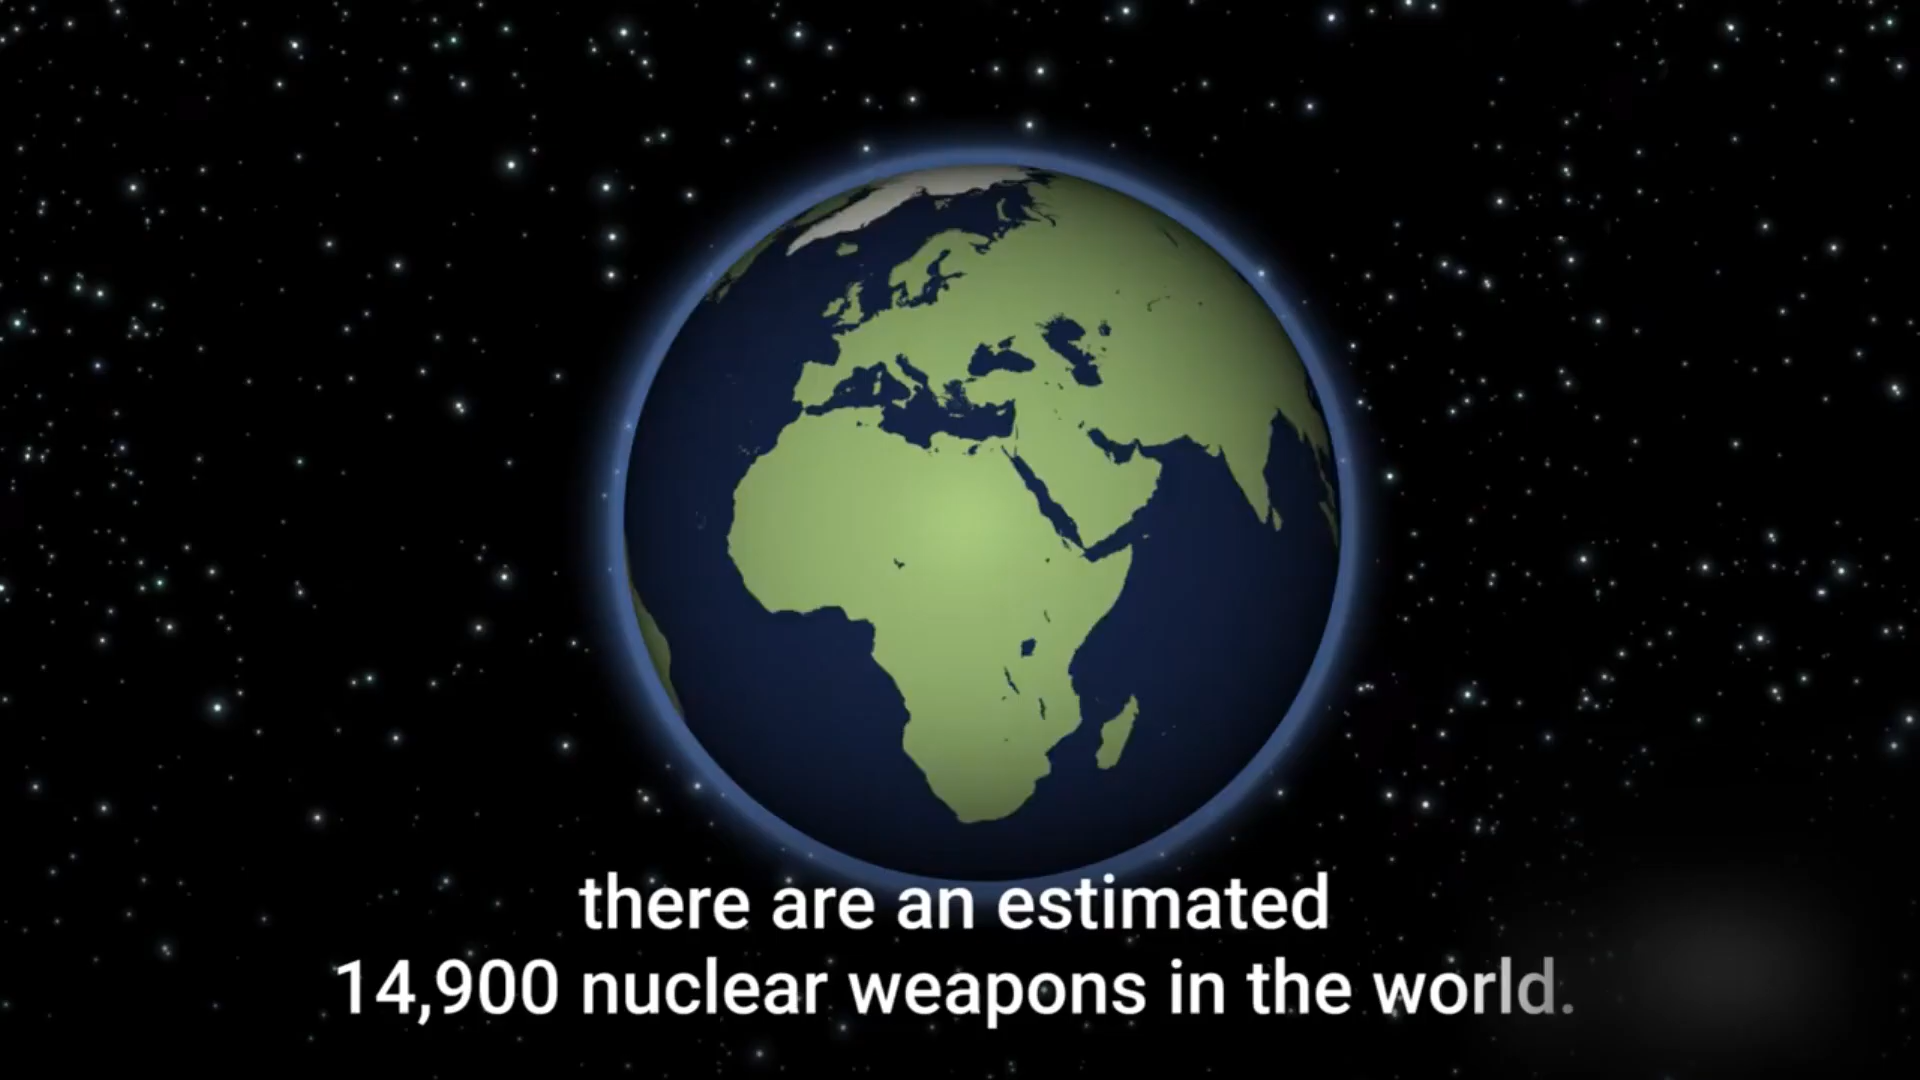 there are an estimated
14,900 nuclear weapons in the world.